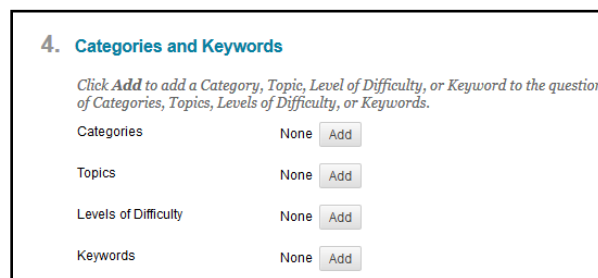 4. Categories and Keywords
Click Add to add a Category, Topic, Level of Difficulty, or Keyword to the question
of Categories, Topics, Levels of Difficulty, or Keywords.
Categories None Add
Topics None Add
Levels of Difficulty None Add
Keywords None Add